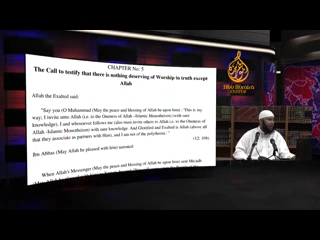 CHAPTER No: 5
The Call to testify that there is nothing deserving of Worship in truth except
Allah
Allah the Exalted said:
"Say you (O Muhammad (May the peace and blessing of Allah be upon him): "This is my
way; I invite unto Allah (i.e. to the Oneness of Allah -Islamic Monotheism) with sure
knowledge), I and whosoever follows me (also must invite others to Allah i.e. to the Oneness of
Allah -Islamic Monotheism) with sure knowledge. And Glorified and Exalted is Allah (above all
that they associate as partners with Him), and I am not of the polytheists."
(12: 108)
Ibn Abbas (May Allah be pleased with him) narrated:
When Allah's Messenger (May the peace and blessing of Allah be upon him) sent Mu'adh